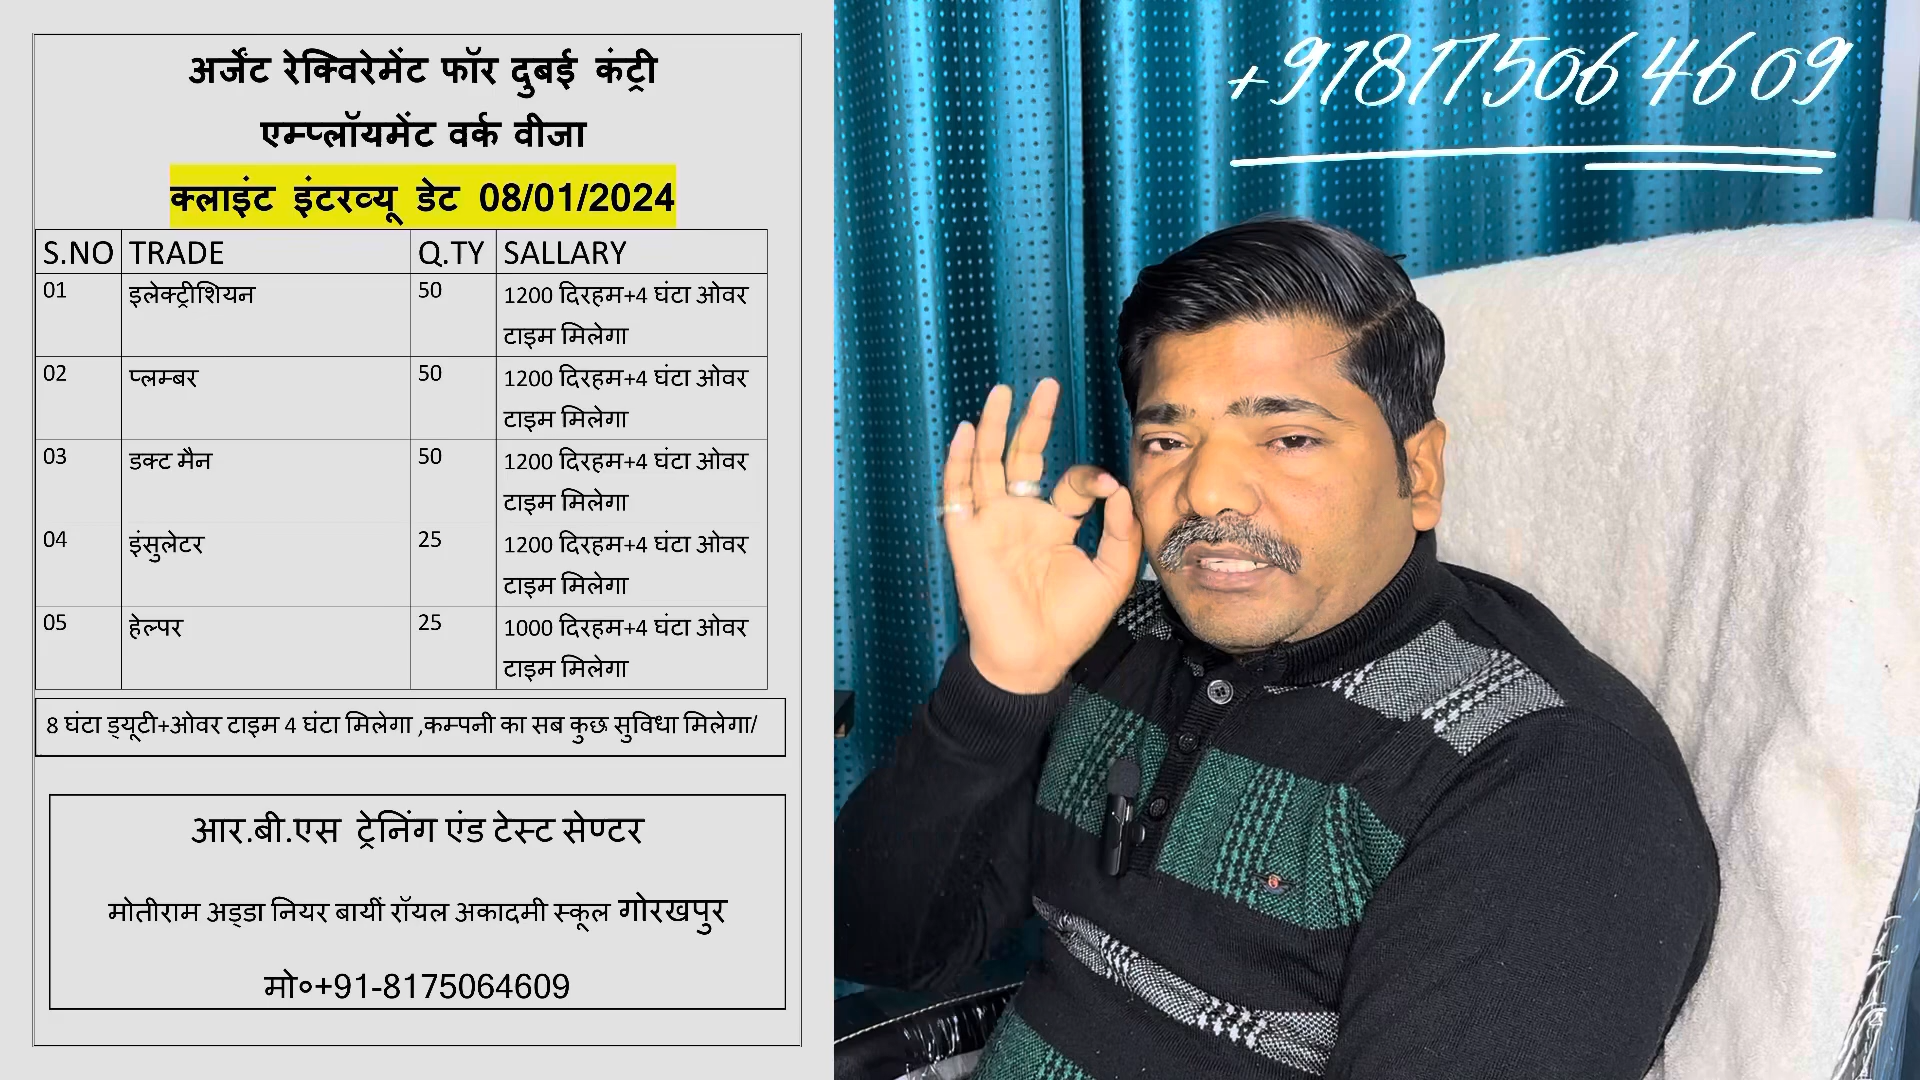 अर्जेंट रेक्विरेमेंट फॉर दुबई कंट्री
एम्प्लॉयमेंट वर्क वीजा
क्लाइंट इंटरव्यू डेट 08/01/2024
S.NO TRADE Q.TY SALLARY
01 इलेक्ट्रीशियन 50 1200 दिरहम+4 घंटा ओवर
टाइम मिलेगा
02 प्लम्बर 50 1200 दिरहम+4 घंटा ओवर
टाइम मिलेगा
03 डक्ट मैन 50 1200 दिरहम+4 घंटा ओवर
टाइम मिलेगा
04 इंसुलेटर 25 1200 दिरहम+4 घंटा ओवर
टाइम मिलेगा
05 हेल्पर 25 1000 दिरहम+4 घंटा ओवर
टाइम मिलेगा
8 घंटा ड्यूटी+ओवर टाइम 4 घंटा मिलेगा ,कम्पनी का सब कुछ सुविधा मिलेगा/
आर.बी.एस ट्रेनिंग एंड टेस्ट सेण्टर
मोतीराम अड्डा नियर बायीं रॉयल अकादमी स्कूल गोरखपुर
मो०+91-8175064609
+918175064609